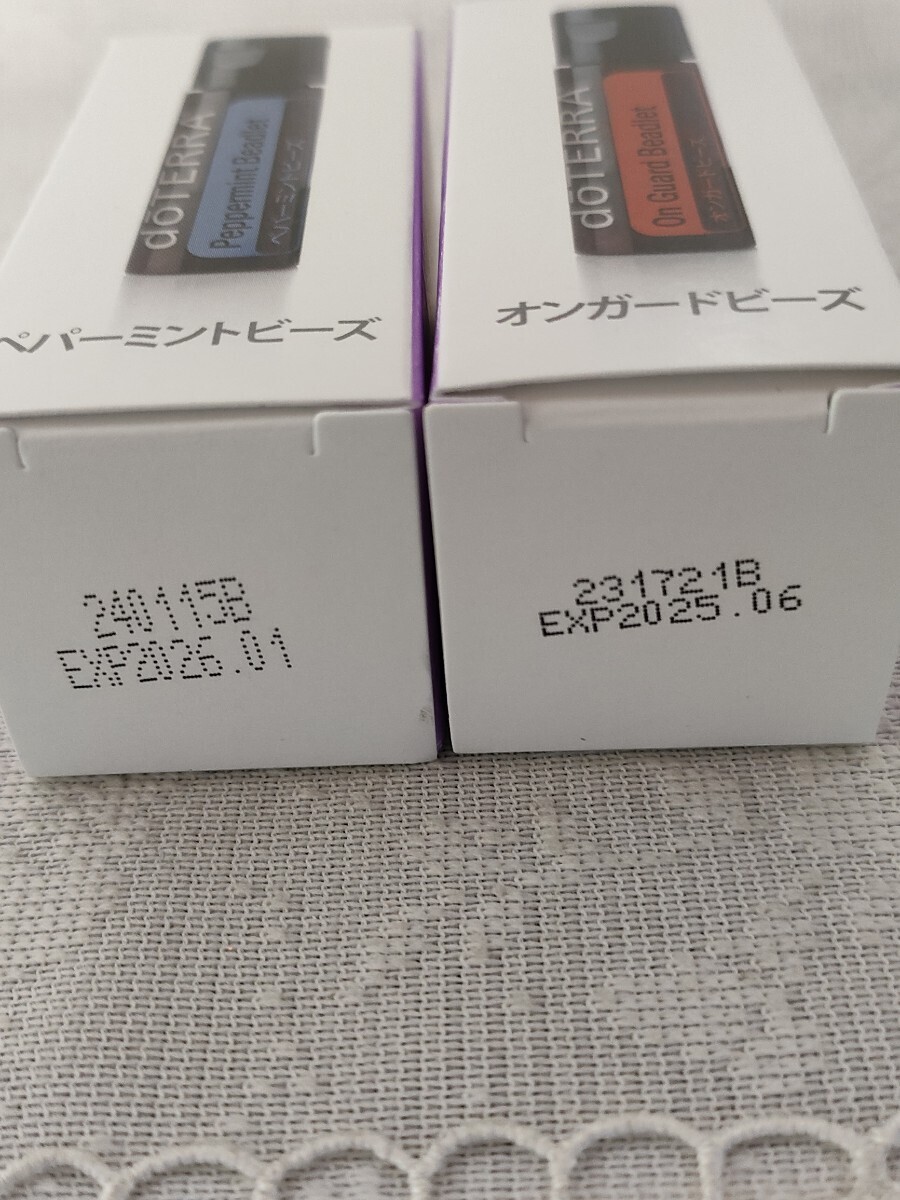 dōTERRA
Peppermint Beadlet
ペパーミントビーズ
ペパーミントビーズ
240115B
EXP2026.01
dōTERRA
On Guard Beadlet
オンガードビーズ
オンガードビーズ
231721B
EXP2025.06